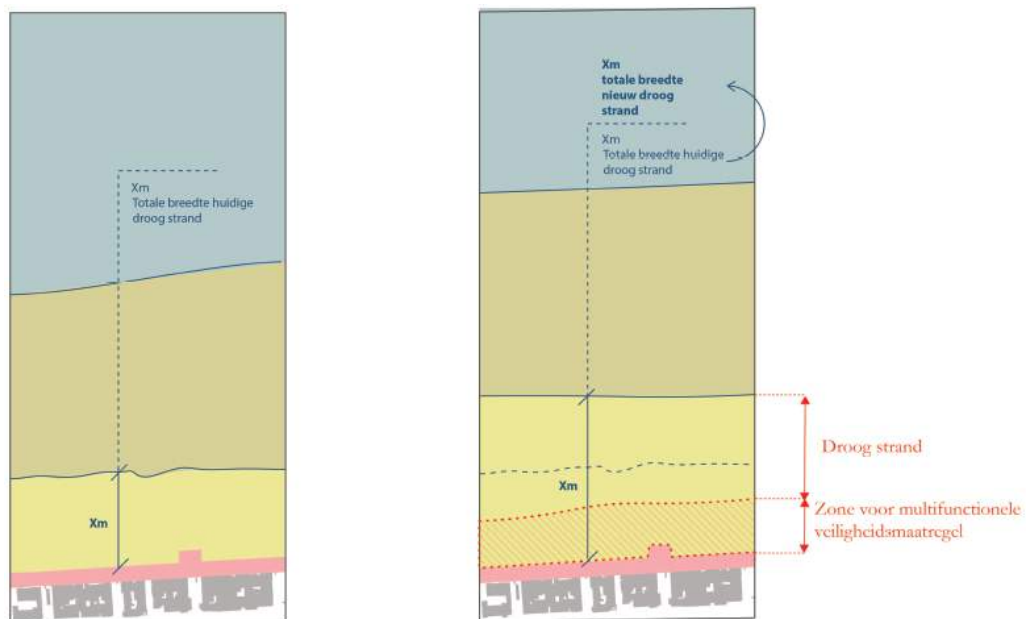 Xm
Totale breedte huidige
droog strand
Xm
Xm
totale breedte
nieuw droog
strand
Xm
Totale breedte huidige
droog strand
Xm
Droog strand
Zone voor multifunctionele
veiligheidsmaatregel